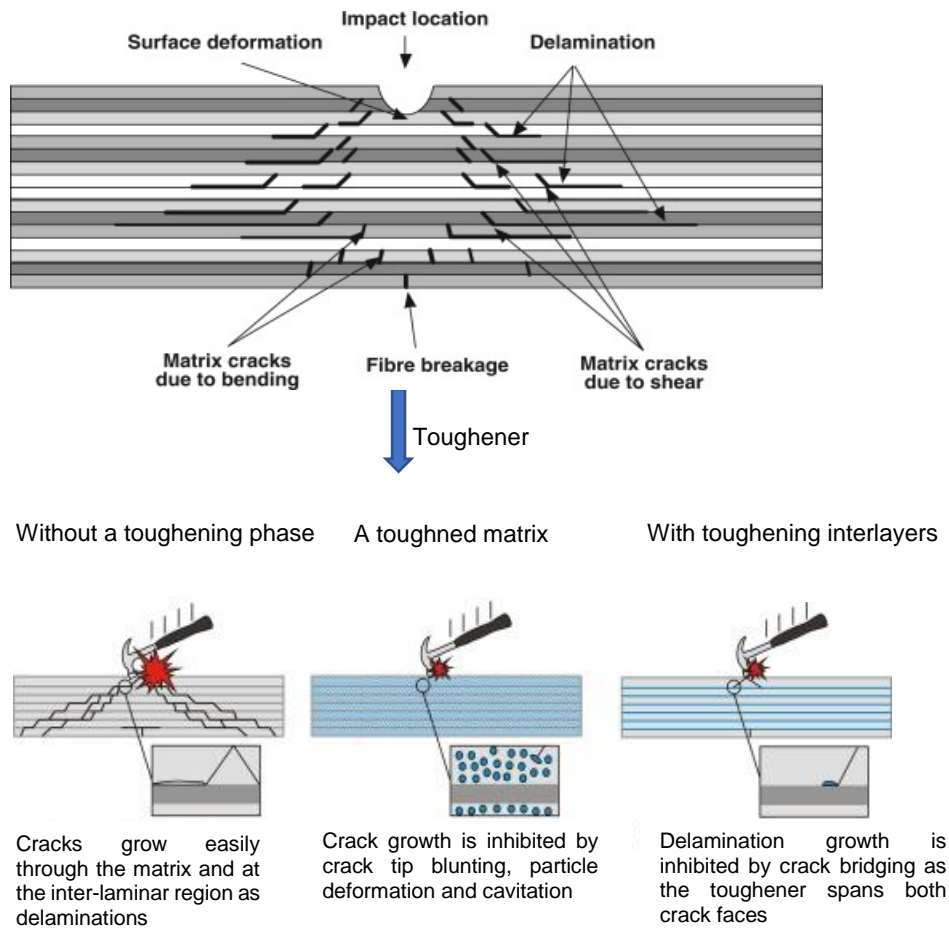 Impact location
Surface deformation
Delamination
Matrix cracks
due to bending
Fibre breakage
Matrix cracks
due to shear
Toughener
Without a toughening phase
A toughned matrix
With toughening interlayers
Cracks grow easily
through the matrix and at
the inter-laminar region as
delaminations
Crack growth is inhibited by
crack tip blunting, particle
deformation and cavitation
Delamination growth is
inhibited by crack bridging as
the toughener spans both
crack faces